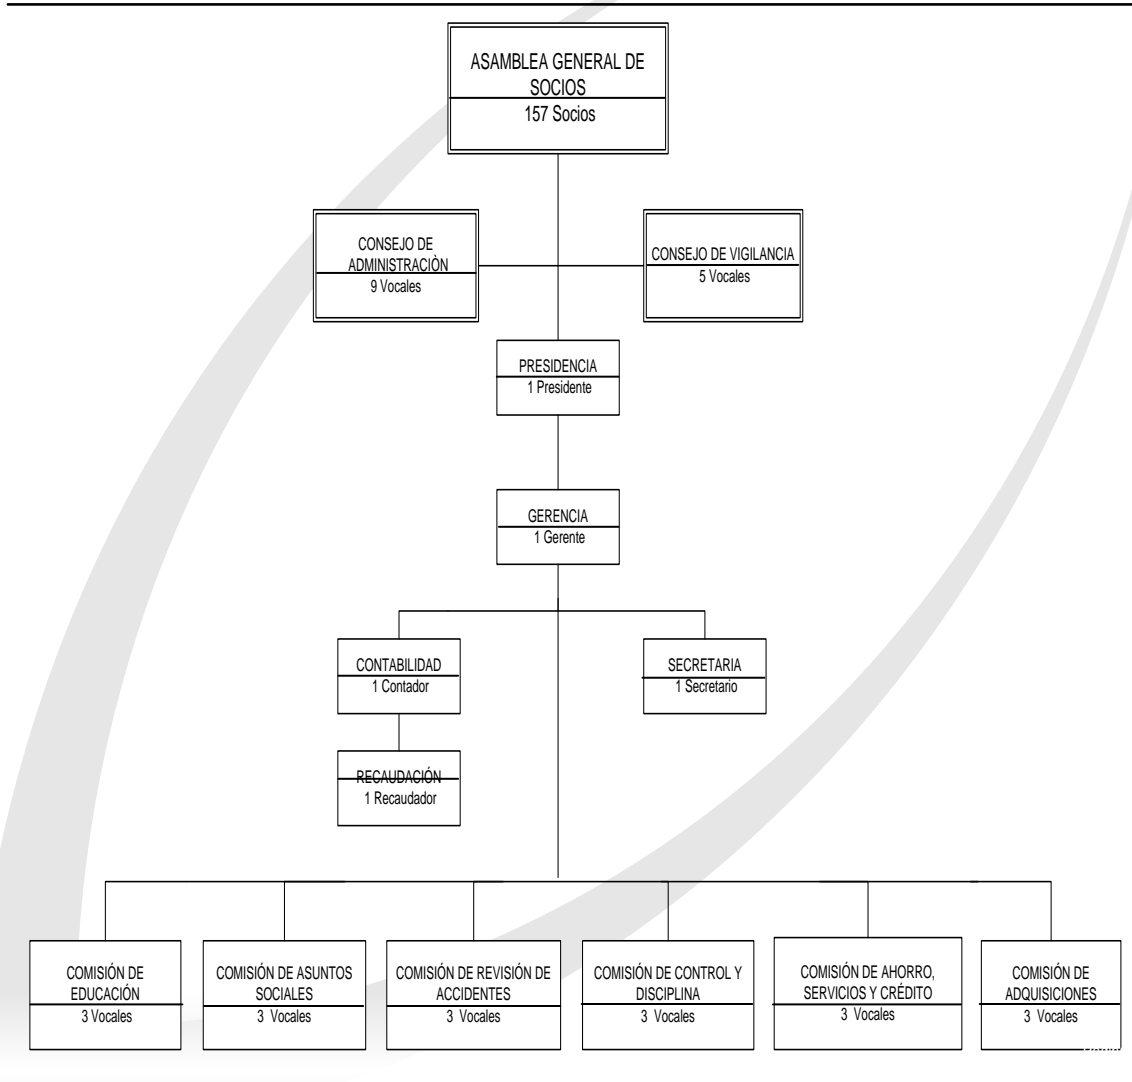 ASAMBLEA GENERAL DE
SOCIOS
157 Socios
CONSEJO DE
ADMINISTRACIÒN
9 Vocales
CONSEJO DE VIGILANCIA
5 Vocales
PRESIDENCIA
1 Presidente
GERENCIA
1 Gerente
CONTABILIDAD
1 Contador
SECRETARIA
1 Secretario
RECAUDACIÓN
1 Recaudador
COMISIÓN DE
EDUCACIÓN
3 Vocales
COMISIÓN DE ASUNTOS
SOCIALES
3 Vocales
COMISIÓN DE REVISIÓN DE
ACCIDENTES
3 Vocales
COMISIÓN DE CONTROL Y
DISCIPLINA
3 Vocales
COMISIÓN DE AHORRO,
SERVICIOS Y CRÉDITO
3 Vocales
COMISIÓN DE
ADQUISICIONES
3 Vocales